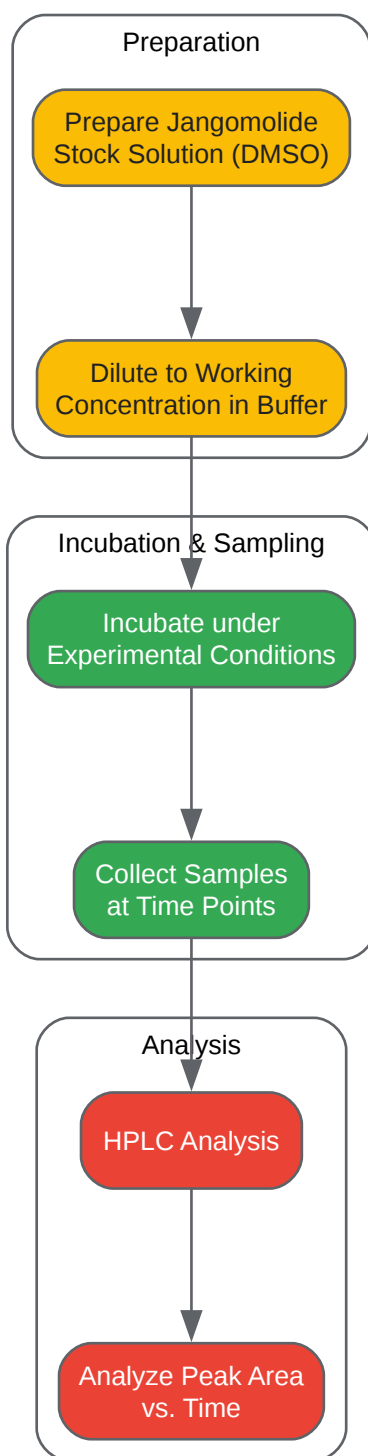 Preparation
Prepare Jangomolide
Stock Solution (DMSO)
Dilute to Working
Concentration in Buffer
Incubation & Sampling
Incubate under
Experimental Conditions
Collect Samples
at Time Points
Analysis
HPLC Analysis
Analyze Peak Area
vs. Time